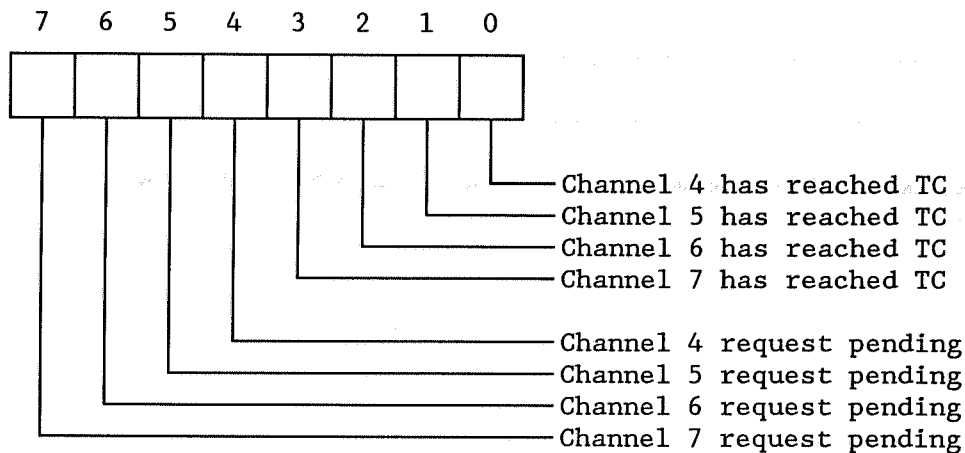 7 6 5 4 3 2 1 0
Channel 4 has reached TC
Channel 5 has reached TC
Channel 6 has reached TC
Channel 7 has reached TC
Channel 4 request pending
Channel 5 request pending
Channel 6 request pending
Channel 7 request pending